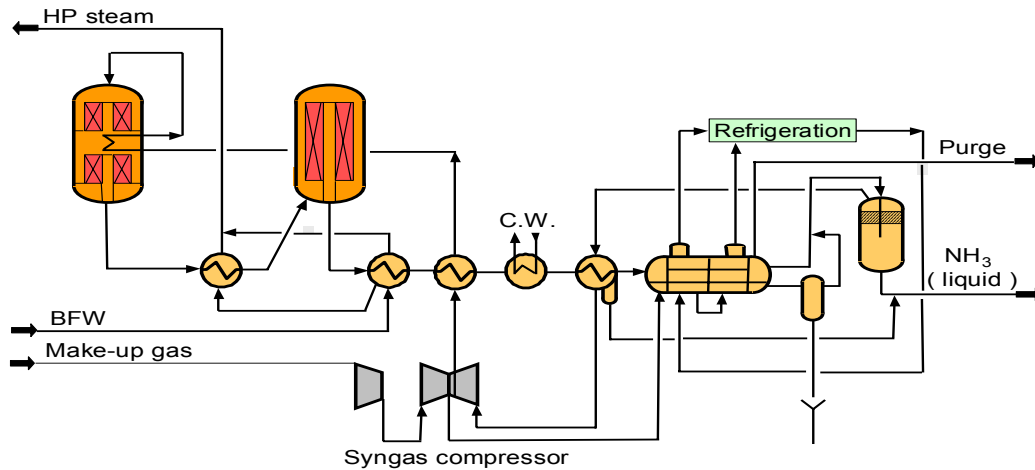 HP steam
Refrigeration
Purge
C.W.
NH3
( liquid )
BFW
Make-up gas
Syngas compressor